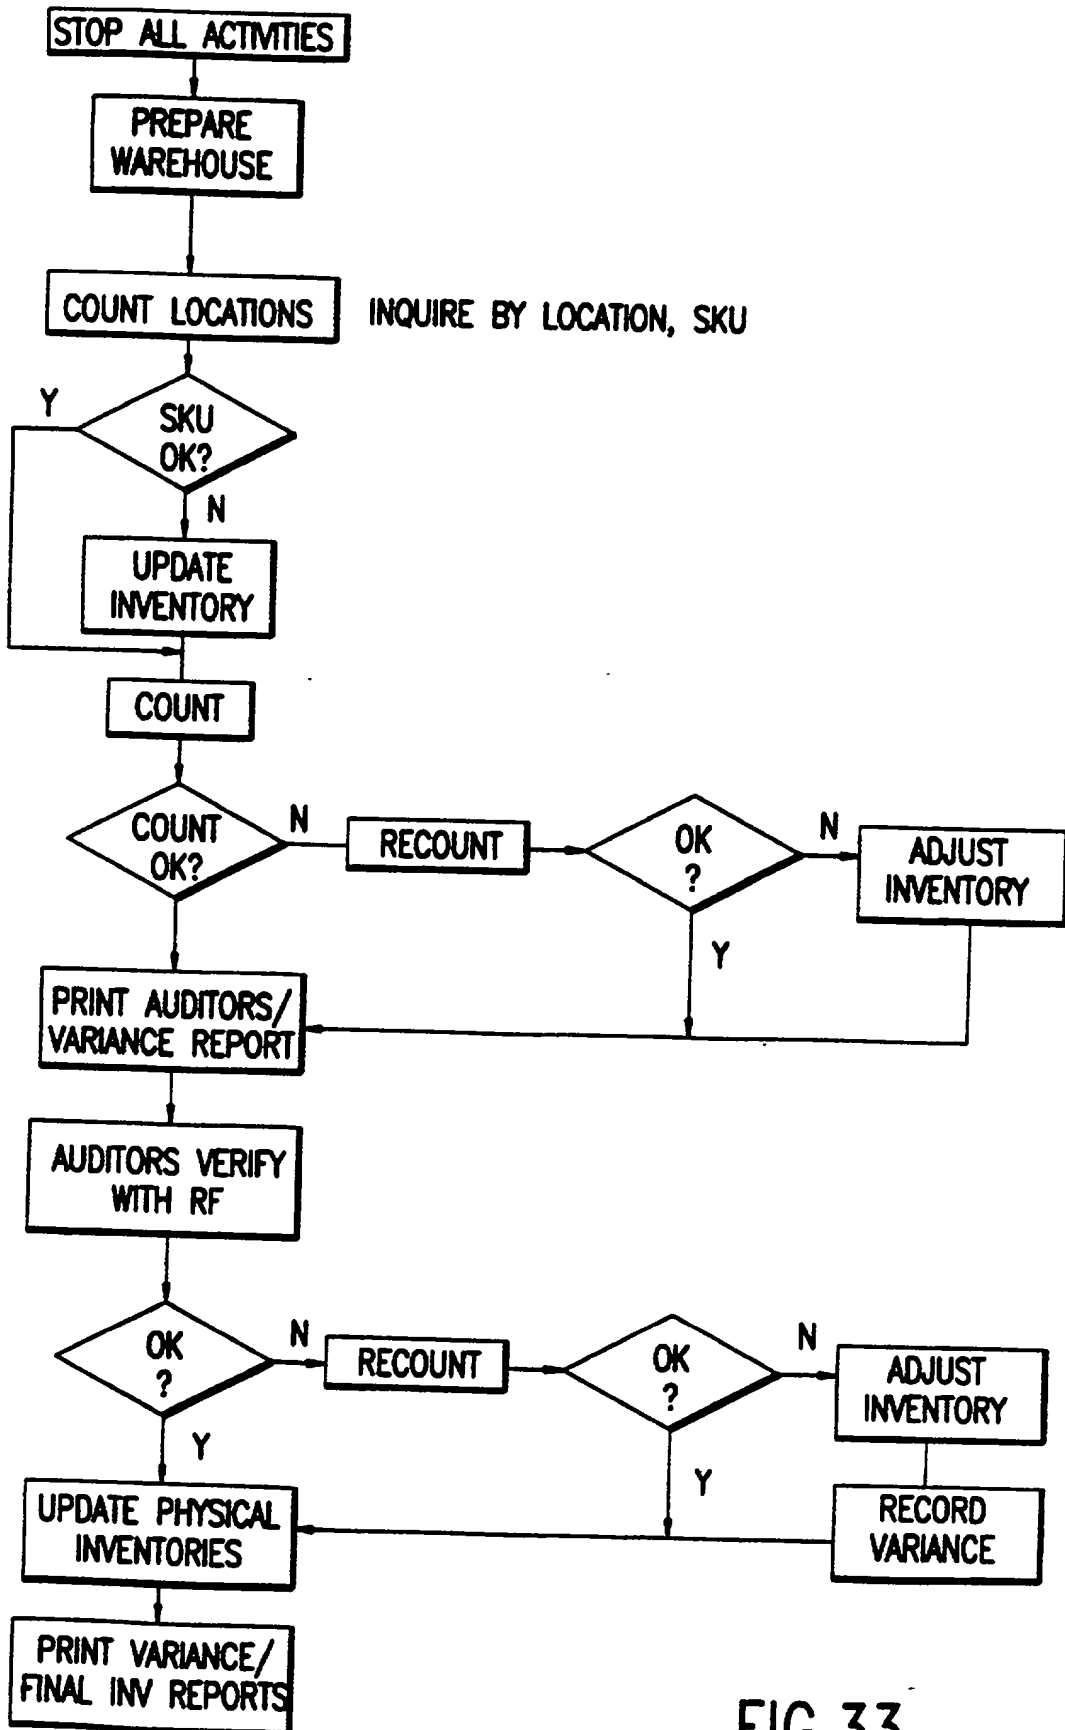 STOP ALL ACTIVITIES
PREPARE
WAREHOUSE
COUNT LOCATIONS
INQUIRE BY LOCATION, SKU
Y
SKU
OK?
N
UPDATE
INVENTORY
COUNT
COUNT
OK?
N
RECOUNT
OK
?
N
ADJUST
INVENTORY
Y
PRINT AUDITORS/
VARIANCE REPORT
AUDITORS VERIFY
WITH RF
OK
?
N
RECOUNT
OK
?
N
ADJUST
INVENTORY
Y
Y
UPDATE PHYSICAL
INVENTORIES
RECORD
VARIANCE
PRINT VARIANCE/
FINAL INV REPORTS
FIG. 33